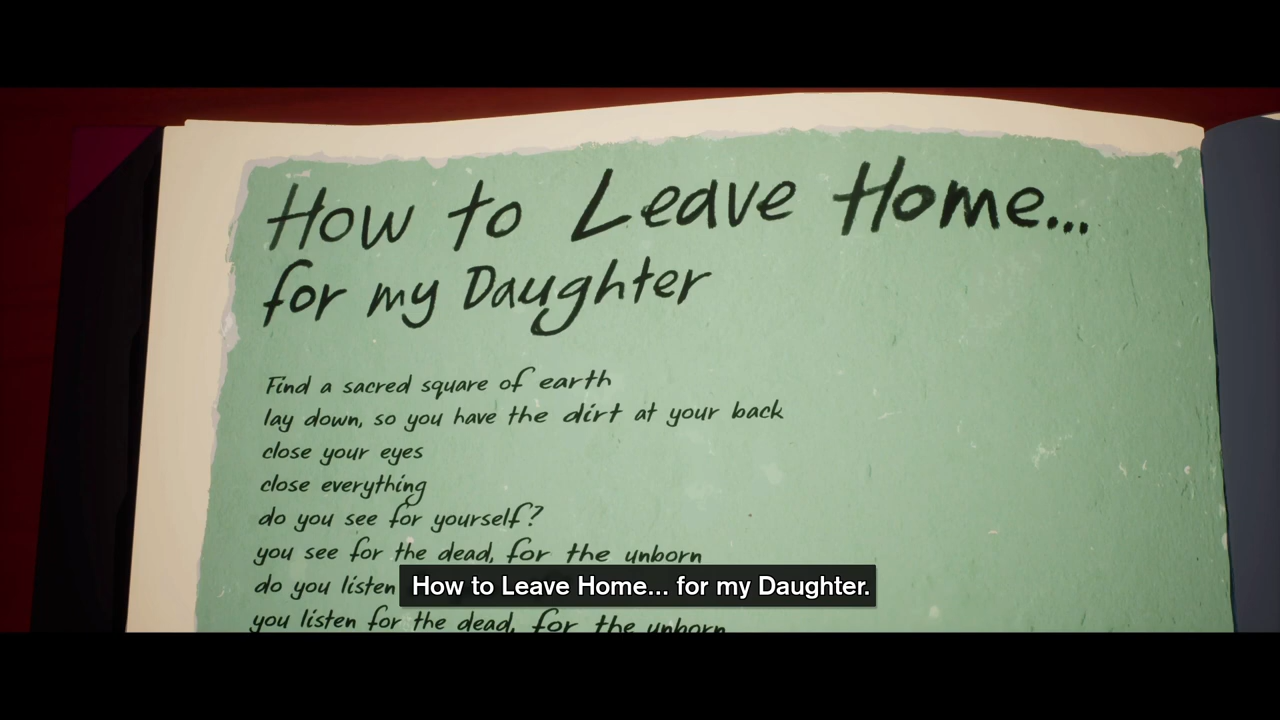 How to Leave Home...
for my Daughter
Find a sacred square of earth
lay down, so you have the dirt at your back
close your eyes
close everything
do you see for yourself?
you see for the dead, for the unborn
do you listen
How to Leave Home... for my Daughter.
you listen for the dead, for the unborn